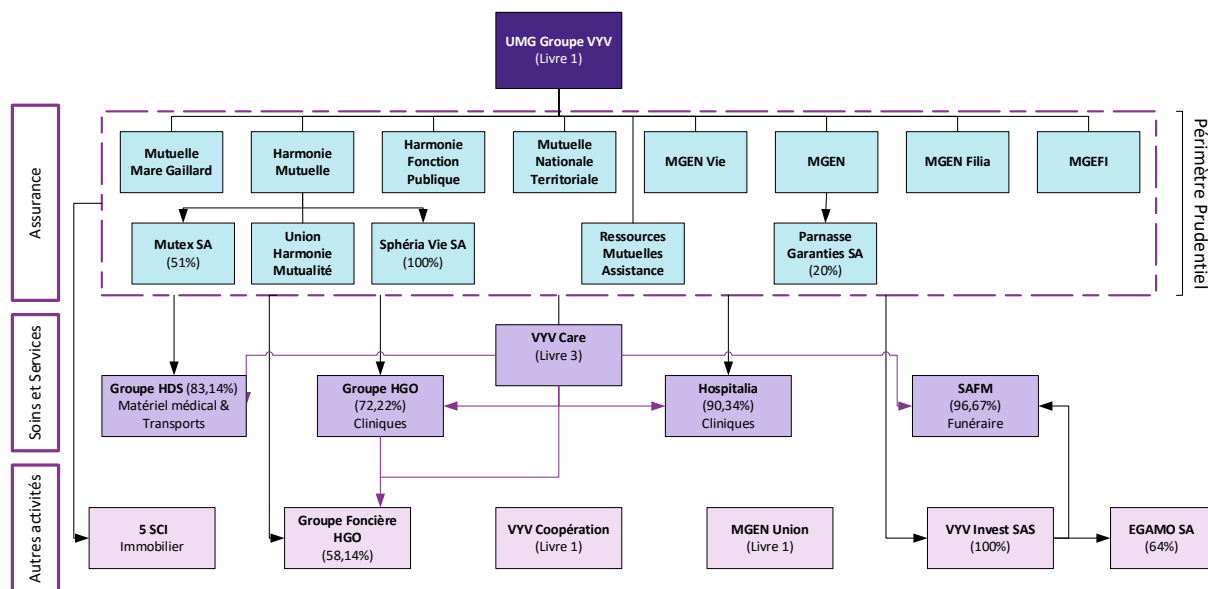 UMG Groupe VYV
(Livre 1)
Assurance
Périmètre Prudentiel
Mutuelle
Mare Gaillard
Harmonie
Mutuelle
Harmonie
Fonction
Publique
Mutuelle
Nationale
Territoriale
MGEN Vie
MGEN
MGEN Filia
MGEFI
Mutex SA
(51%)
Union
Harmonie
Mutualité
Sphéria Vie SA
(100%)
Ressources
Mutuelles
Assistance
Parnasse
Garanties SA
(20%)
Soins et Services
VYV Care
(Livre 3)
Groupe HDS (83,14%)
Matériel médical &
Transports
Groupe HGO
(72,22%)
Cliniques
Hospitalia
(90,34%)
Cliniques
SAFM
(96,67%)
Funéraire
Autres activités
5 SCI
Immobilier
Groupe Foncière
HGO
(58,14%)
VYV Coopération
(Livre 1)
MGEN Union
(Livre 1)
VYV Invest SAS
(100%)
EGAMO SA
(64%)